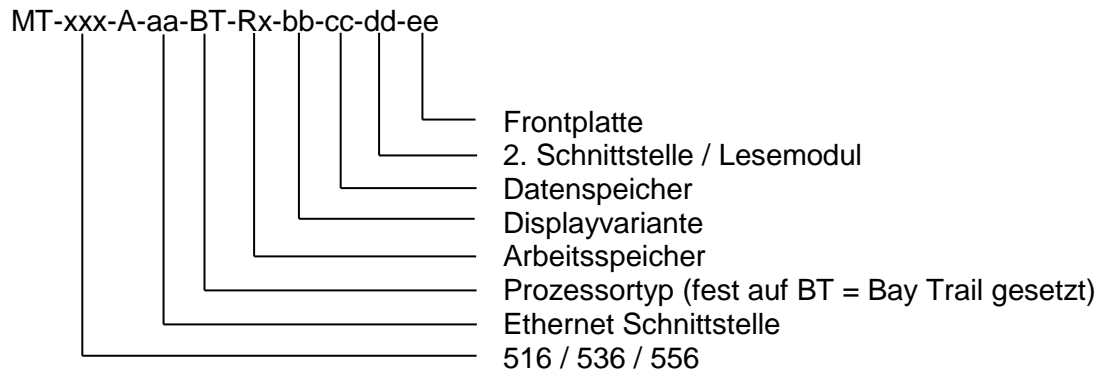 MT-xxx-A-aa-BT-Rx-bb-cc-dd-ee
Frontplatte
2. Schnittstelle / Lesemodul
Datenspeicher
Displayvariante
Arbeitsspeicher
Prozessortyp (fest auf BT = Bay Trail gesetzt)
Ethernet Schnittstelle
516 / 536 / 556